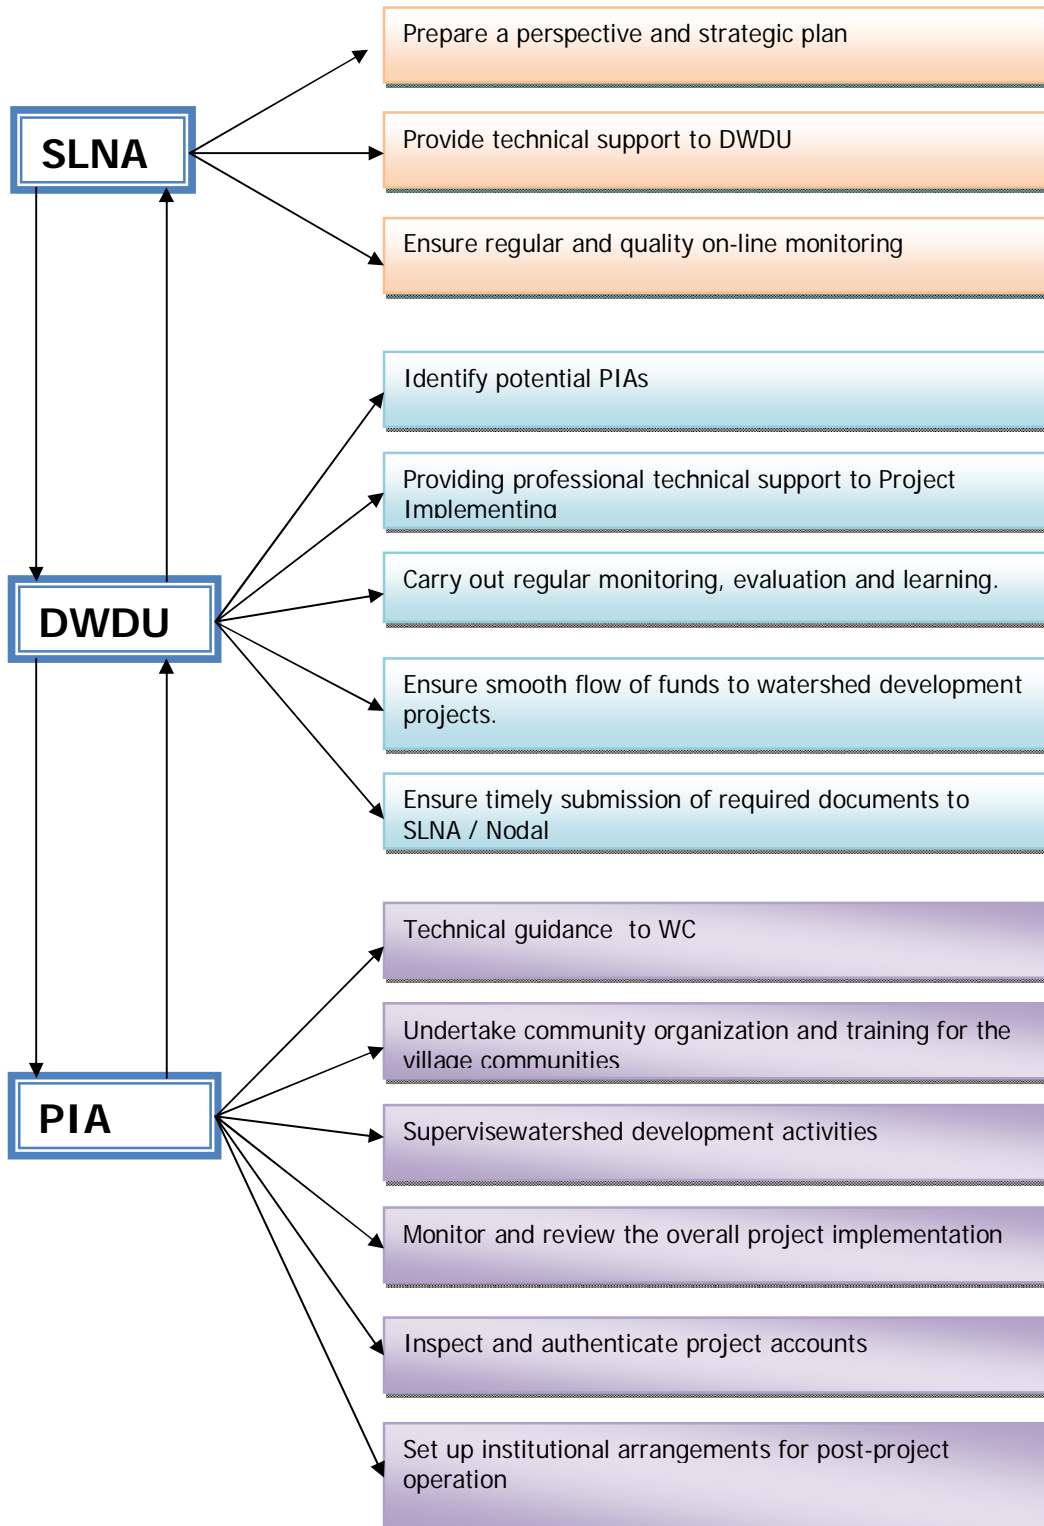 Prepare a perspective and strategic plan
SLNA
Provide technical support to DWDU
Ensure regular and quality on-line monitoring
Identify potential PIAs
Providing professional technical support to Project
Implementing
DWDU
Carry out regular monitoring, evaluation and learning.
Ensure smooth flow of funds to watershed development
projects.
Ensure timely submission of required documents to
SLNA / Nodal
Technical guidance to WC
Undertake community organization and training for the
village communities
PIA
Supervisewatershed development activities
Monitor and review the overall project implementation
Inspect and authenticate project accounts
Set up institutional arrangements for post-project
operation